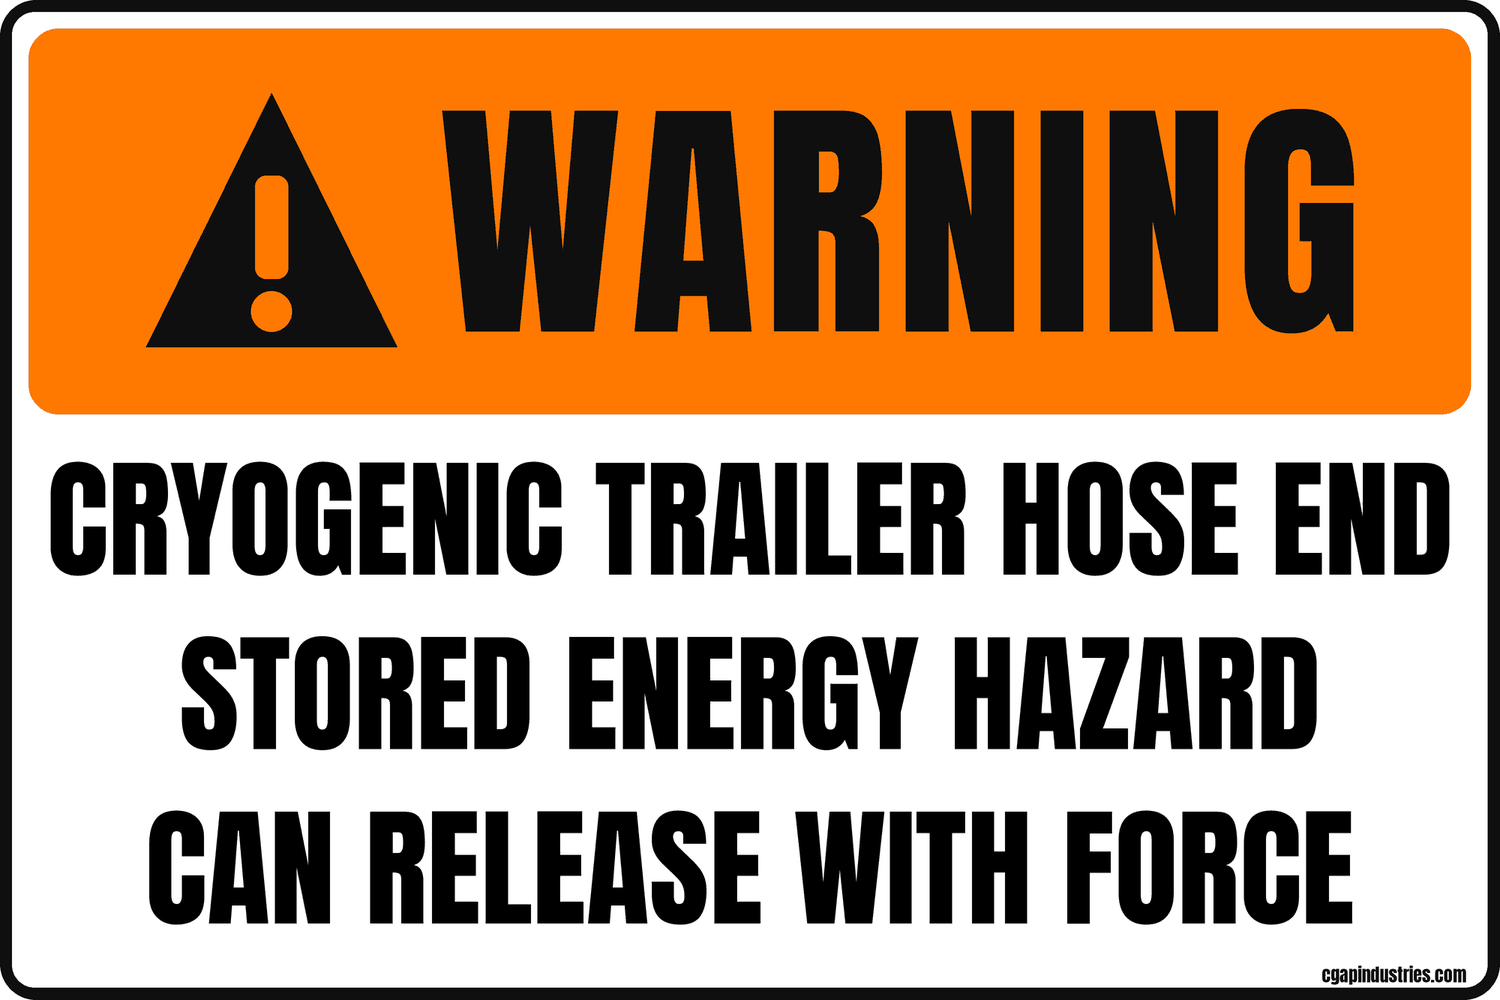 WARNING
CRYOGENIC TRAILER HOSE END
STORED ENERGY HAZARD
CAN RELEASE WITH FORCE
cgapindustries.com